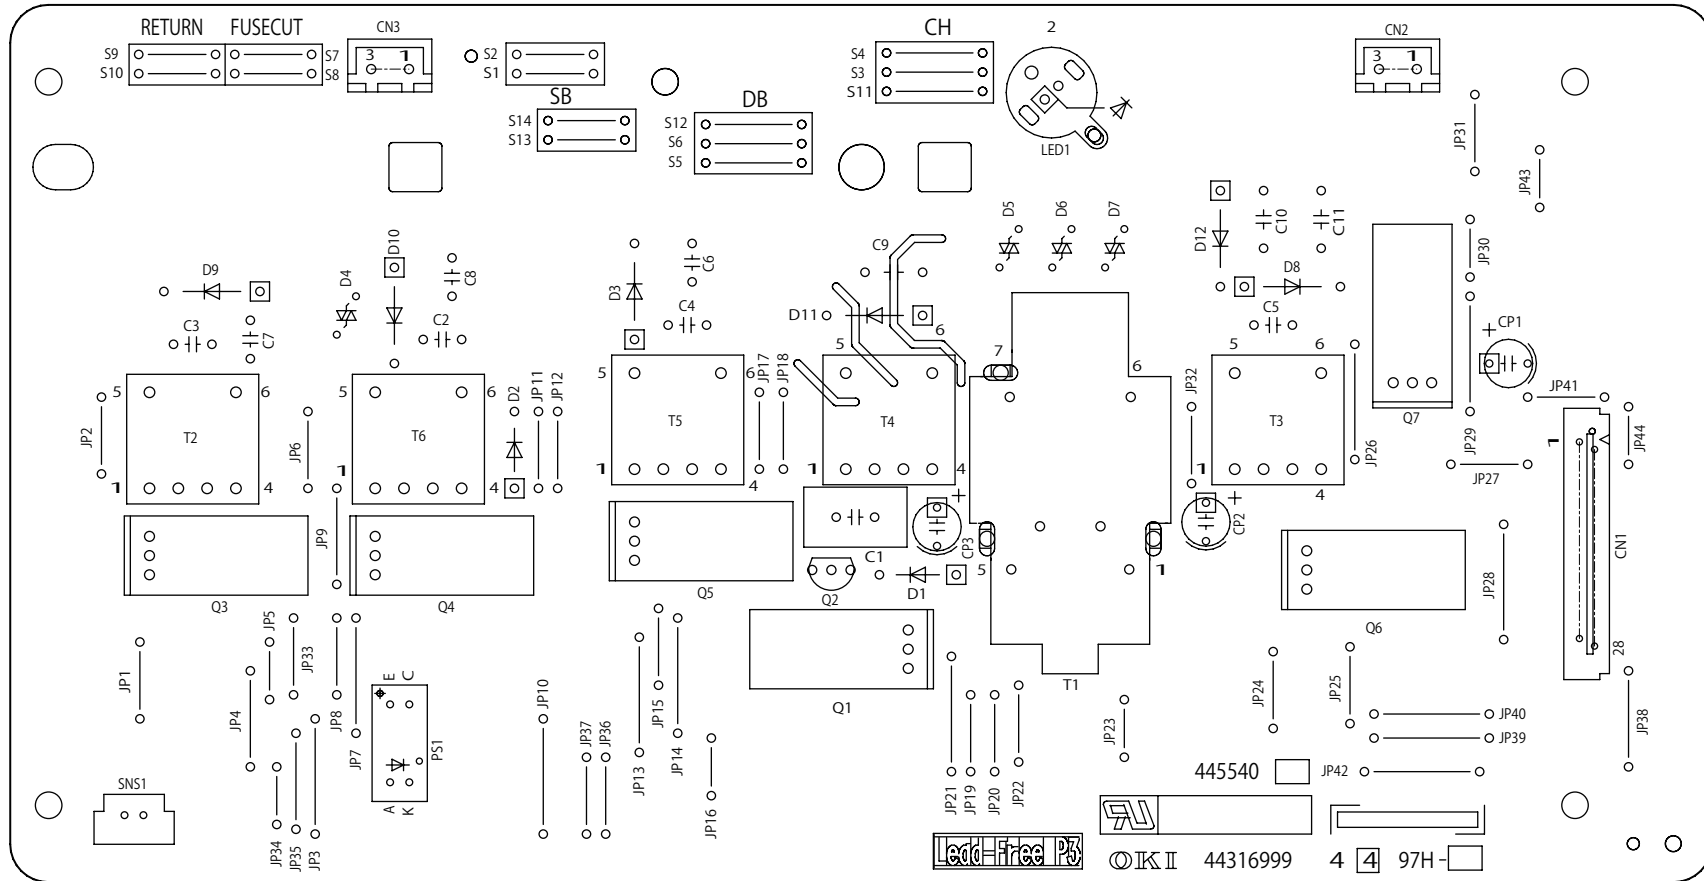 RETURN FUSECUT CN3 CH 2 CN2
S9 S7 3 1 S2 S4 3 1
S10 S8 S1 S3
SB DB S11
S14 S12
S13 S6
S5
LED1
JP31
JP43
D9 D4 D10 C8
D3 C6 C9
D5 D6 D7
D12 C10 C11
JP30
C3 C7 C2
C4 D11
D8 C5
CP1 +
5 6 T2 1 4
5 6 T6 1 4
5 6 T5 1 4
5 6 T4 1 4
7 6 5 1 T1
5 6 T3 1 4
JP2 JP6 D2 JP11 JP12
JP17 JP18
JP32 JP26
Q7 JP29 JP41 JP27 JP44
1 CN1 28
JP9 C1 CP3 + CP2 +
Q3 Q4 Q5 Q2 D1 Q6 JP28
Q1
JP1 JP4 JP5 JP33 JP8 JP7
E C PS1 A K
JP10 JP37 JP36 JP13 JP15 JP14 JP16
JP21 JP19 JP20 JP22 JP23
JP24 JP25 JP40
JP39
JP38
SNS1 JP34 JP35 JP3
445540 JP42
Lead-Free P3 OKI 44316999 4 4 97H-